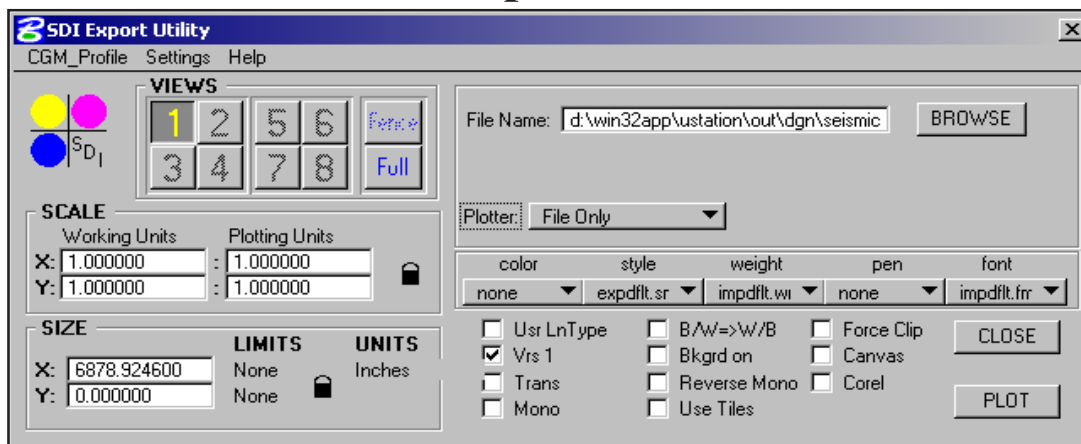 SDI Export Utility
CGM_Profile Settings Help
SDI
VIEWS
1 2 5 6 Fence
3 4 7 8 Full
File Name: d:\win32app\ustation\out\dgn\seismic BROWSE
Plotter: File Only
SCALE
Working Units Plotting Units
X: 1.000000 : 1.000000
Y: 1.000000 : 1.000000
color style weight pen font
none expdflt.sr impdflt.wi none impdflt.frr
SIZE
LIMITS UNITS
X: 6878.924600 None Inches
Y: 0.000000 None
Usr LnType B/W=>W/B Force Clip CLOSE
Vrs 1 Bkgrd on Canvas
Trans Reverse Mono Corel
Mono Use Tiles PLOT